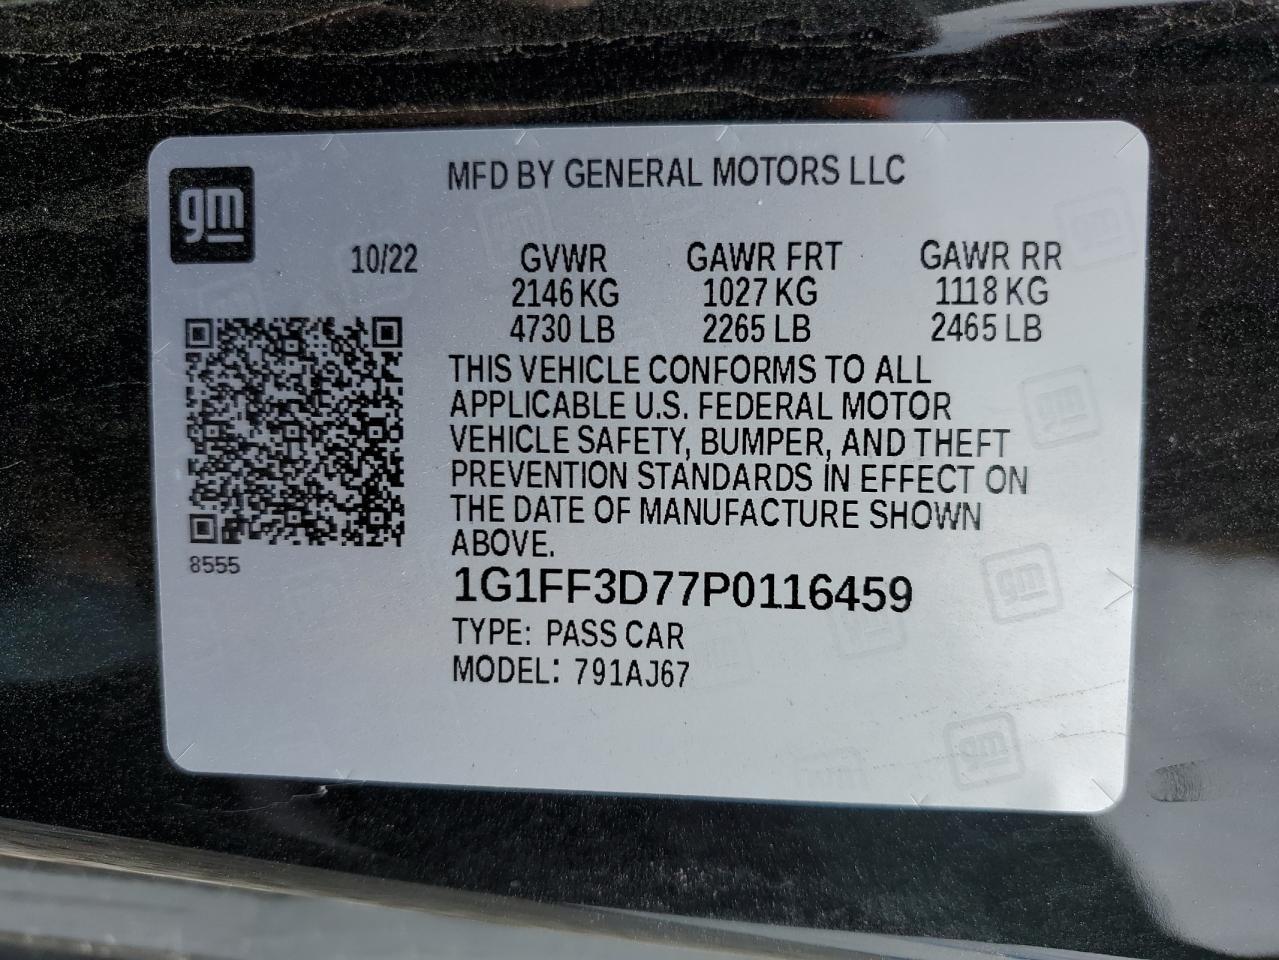 MFD BY GENERAL MOTORS LLC
gm
10/22 GVWR GAWR FRT GAWR RR
2146 KG 1027 KG 1118 KG
4730 LB 2265 LB 2465 LB
THIS VEHICLE CONFORMS TO ALL
APPLICABLE U.S. FEDERAL MOTOR
VEHICLE SAFETY, BUMPER, AND THEFT
PREVENTION STANDARDS IN EFFECT ON
THE DATE OF MANUFACTURE SHOWN
ABOVE.
8555
1G1FF3D77P0116459
TYPE: PASS CAR
MODEL: 791AJ67